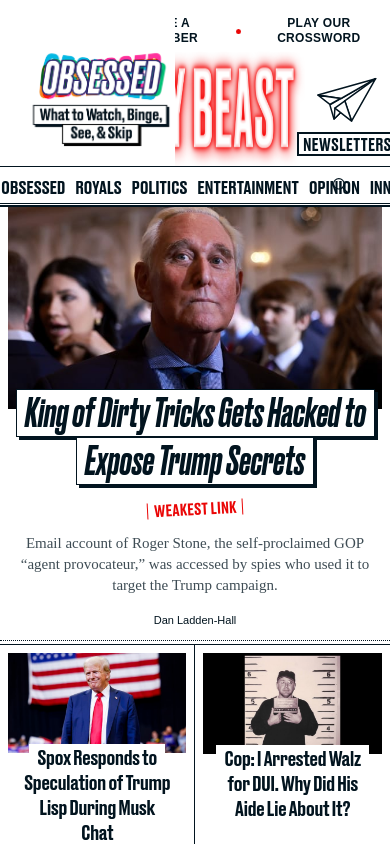 E A
BER
PLAY OUR
CROSSWORD
OBSESSED
What to Watch, Binge,
See, & Skip
Y BEAST
NEWSLETTERS
OBSESSED ROYALS POLITICS ENTERTAINMENT OPINION INN
King of Dirty Tricks Gets Hacked to
Expose Trump Secrets
WEAKEST LINK
Email account of Roger Stone, the self-proclaimed GOP
“agent provocateur,” was accessed by spies who used it to
target the Trump campaign.
Dan Ladden-Hall
Spox Responds to
Speculation of Trump
Lisp During Musk
Chat
Cop: I Arrested Walz
for DUI. Why Did His
Aide Lie About It?